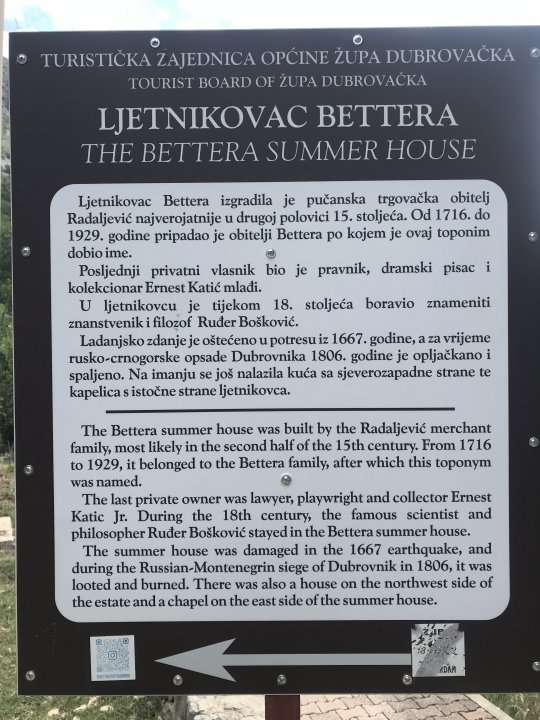 TURISTIČKA ZAJEDNICA OPĆINE ŽUPA DUBROVAČKA
TOURIST BOARD OF ŽUPA DUBROVAČKA
LJETNIKOVAC BETTERA
THE BETTERA SUMMER HOUSE
Ljetnikovac Bettera izgradila je pučanska trgovačka obitelj
Radaljević najverojatnije u drugoj polovici 15. stoljeća. Od 1716. do
1929. godine pripadao je obitelji Bettera po kojem je ovaj toponim
dobio ime.
Posljednji privatni vlasnik bio je pravnik, dramski pisac i
kolekcionar Ernest Katić mlađi.
U ljetnikovcu je tijekom 18. stoljeća boravio znameniti
znanstvenik i filozof Ruđer Bošković.
Ladanjsko zdanje je oštećeno u potresu iz 1667. godine, a za vrijeme
rusko-crnogorske opsade Dubrovnika 1806. godine je opljačkano i
spaljeno. Na imanju se još nalazila kuća sa sjeverozapadne strane te
kapelica s istočne strane ljetnikovca.
The Bettera summer house was built by the Radaljević merchant
family, most likely in the second half of the 15th century. From 1716
to 1929, it belonged to the Bettera family, after which this toponym
was named.
The last private owner was lawyer, playwright and collector Ernest
Katic Jr. During the 18th century, the famous scientist and
philosopher Ruđer Bošković stayed in the Bettera summer house.
The summer house was damaged in the 1667 earthquake, and
during the Russian-Montenegrin siege of Dubrovnik in 1806, it was
looted and burned. There was also a house on the northwest side of
the estate and a chapel on the east side of the summer house.